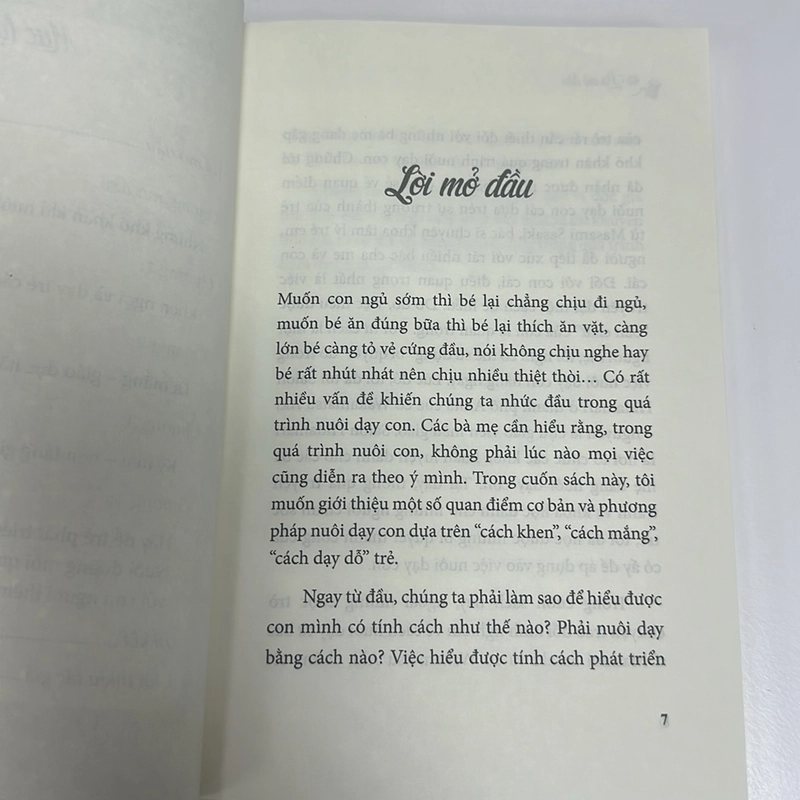 Lời mở đầu
Muốn con ngủ sớm thì bé lại chẳng chịu đi ngủ,
muốn bé ăn đúng bữa thì bé lại thích ăn vặt, càng
lớn bé càng tỏ vẻ cứng đầu, nói không chịu nghe hay
bé rất nhút nhát nên chịu nhiều thiệt thòi… Có rất
nhiều vấn đề khiến chúng ta nhức đầu trong quá
trình nuôi dạy con. Các bà mẹ cần hiểu rằng, trong
quá trình nuôi con, không phải lúc nào mọi việc
cũng diễn ra theo ý mình. Trong cuốn sách này, tôi
muốn giới thiệu một số quan điểm cơ bản và phương
pháp nuôi dạy con dựa trên “cách khen”, “cách mắng”,
“cách dạy dỗ” trẻ.
Ngay từ đầu, chúng ta phải làm sao để hiểu được
con mình có tính cách như thế nào? Phải nuôi dạy
bằng cách nào? Việc hiểu được tính cách phát triển
7